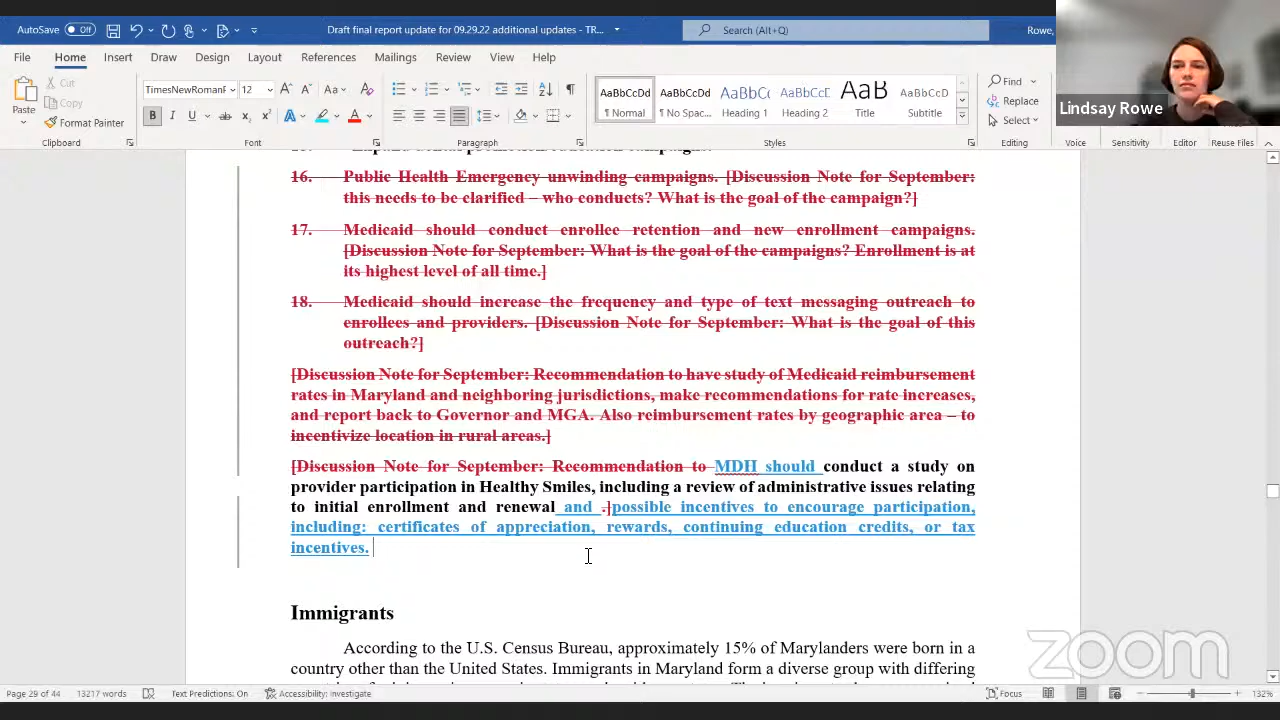 AutoSave Off Draft final report update for 09.29.22 additional updates - TR... Search (Alt+Q) Rowe,
File Home Insert Draw Design Layout References Mailings Review View Help
Paste Cut Copy Format Painter
TimesNewRomanP 12
AaBbCcDd AaBbCcDd AaBbCc AaBbCcC AaB AaBbCcD
¶ Normal ¶ No Spac... Heading 1 Heading 2 Title Subtitle
Find Replace Select
Lindsay Rowe
Clipboard Font Paragraph Styles Editing Voice Sensitivity Editor Reuse Files
16. Public Health Emergency unwinding campaigns. [Discussion Note for September:
this needs to be clarified – who conducts? What is the goal of the campaign?]
17. Medicaid should conduct enrollee retention and new enrollment campaigns.
[Discussion Note for September: What is the goal of the campaigns? Enrollment is at
its highest level of all time.]
18. Medicaid should increase the frequency and type of text messaging outreach to
enrollees and providers. [Discussion Note for September: What is the goal of this
outreach?]
[Discussion Note for September: Recommendation to have study of Medicaid reimbursement
rates in Maryland and neighboring jurisdictions, make recommendations for rate increases,
and report back to Governor and MGA. Also reimbursement rates by geographic area – to
incentivize location in rural areas.]
[Discussion Note for September: Recommendation to MDH should conduct a study on
provider participation in Healthy Smiles, including a review of administrative issues relating
to initial enrollment and renewal and .]possible incentives to encourage participation,
including: certificates of appreciation, rewards, continuing education credits, or tax
incentives.
Immigrants
According to the U.S. Census Bureau, approximately 15% of Marylanders were born in a
country other than the United States. Immigrants in Maryland form a diverse group with differing
zoom
Page 29 of 44 13217 words Text Predictions: On Accessibility: Investigate Focus 132%